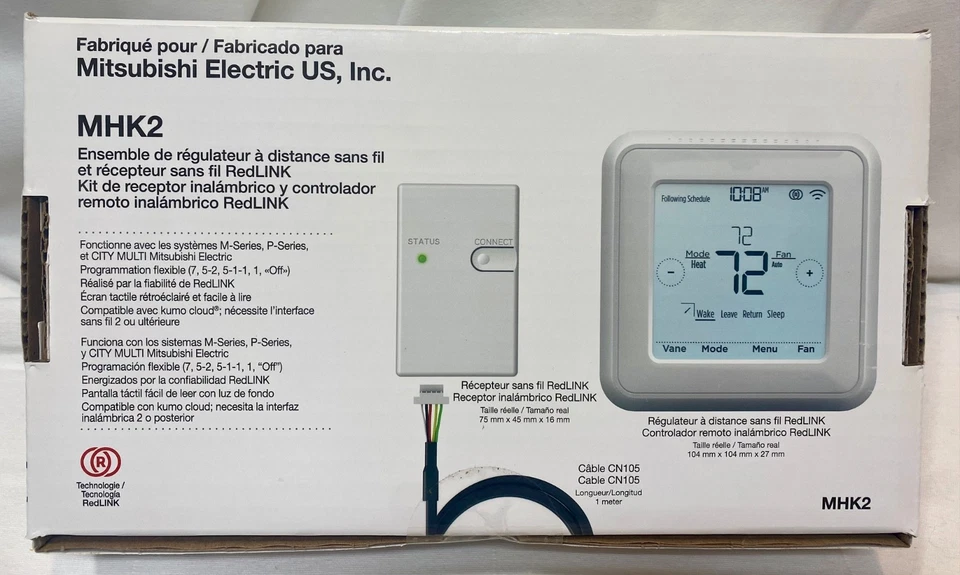 Fabriqué pour / Fabricado para
Mitsubishi Electric US, Inc.
MHK2
Ensemble de régulateur à distance sans fil
et récepteur sans fil RedLINK
Kit de receptor inalámbrico y controlador
remoto inalámbrico RedLINK
Fonctionne avec les systèmes M-Series, P-Series,
et CITY MULTI Mitsubishi Electric
Programmation flexible (7, 5-2, 5-1-1, 1, «Off»)
Réalisé par la fiabilité de RedLINK
Écran tactile rétroéclairé et facile à lire
Compatible avec kumo cloud®; nécessite l'interface
sans fil 2 ou ultérieure
Funciona con los sistemas M-Series, P-Series,
y CITY MULTI Mitsubishi Electric
Programación flexible (7, 5-2, 5-1-1, 1, "Off")
Energizados por la confiabilidad RedLINK
Pantalla táctil fácil de leer con luz de fondo
Compatible con kumo cloud; necesita la interfaz
inalámbrica 2 o posterior
R
Technologie /
Tecnología
RedLINK
STATUS CONNECT
Récepteur sans fil RedLINK
Receptor inalámbrico RedLINK
Taille réelle / Tamaño real
75 mm x 45 mm x 16 mm
Câble CN105
Cable CN105
Longueur/Longitud
1 meter
Following Schedule 10:08 AM
72
Mode Fan
Heat 72 Auto
− +
Wake Leave Return Sleep
Vane Mode Menu Fan
Régulateur à distance sans fil RedLINK
Controlador remoto inalámbrico RedLINK
Taille réelle / Tamaño real
104 mm x 104 mm x 27 mm
MHK2